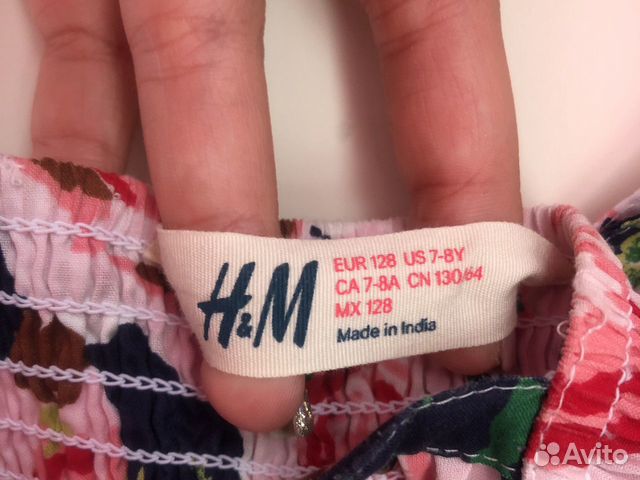 H&M
EUR 128 US 7-8Y
CA 7-8A CN 130/64
MX 128
Made in India
Avito